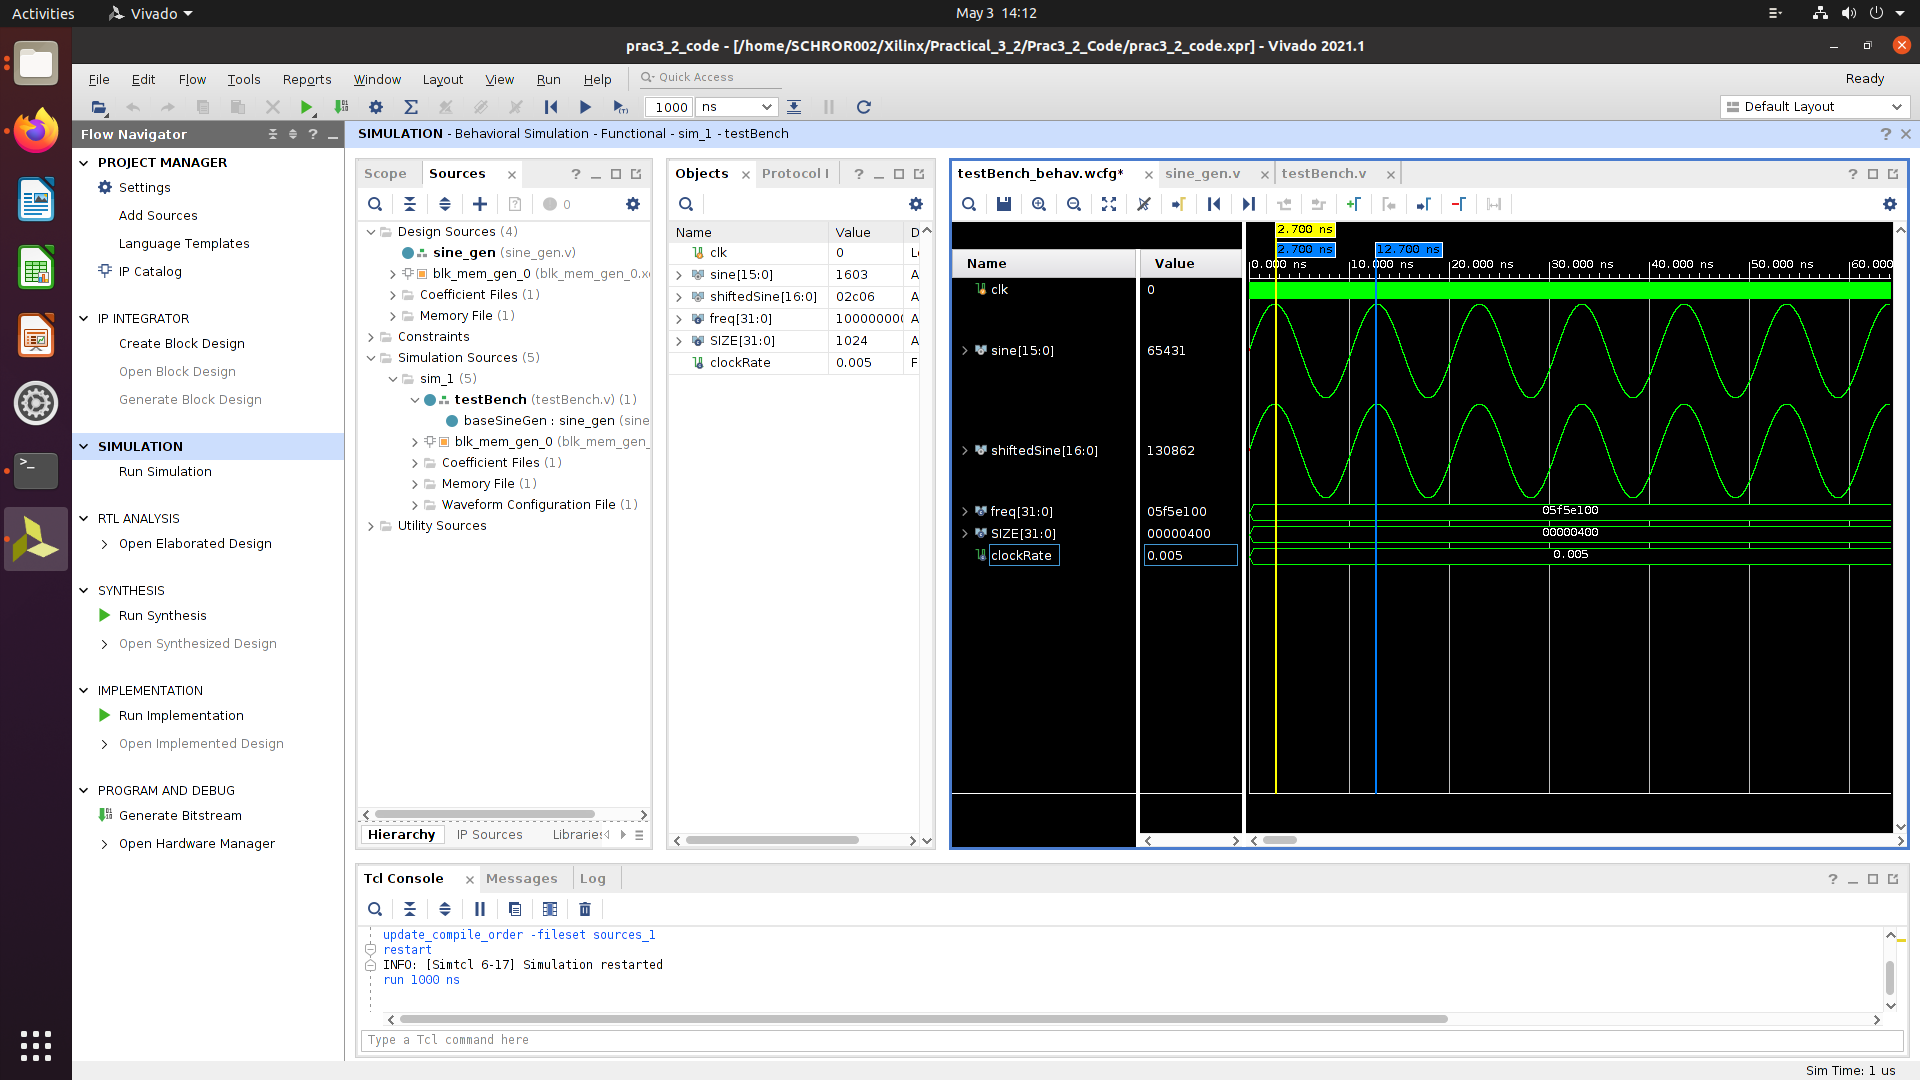 Activities
Vivado
May 3 14:12
prac3_2_code - [/home/SCHROR002/Xilinx/Practical_3_2/Prac3_2_Code/prac3_2_code.xpr] - Vivado 2021.1
File Edit Flow Tools Reports Window Layout View Run Help
Quick Access
Ready
1000 ns
Default Layout
Flow Navigator
SIMULATION - Behavioral Simulation - Functional - sim_1 - testBench
PROJECT MANAGER
Settings
Add Sources
Language Templates
IP Catalog
IP INTEGRATOR
Create Block Design
Open Block Design
Generate Block Design
SIMULATION
Run Simulation
RTL ANALYSIS
Open Elaborated Design
SYNTHESIS
Run Synthesis
Open Synthesized Design
IMPLEMENTATION
Run Implementation
Open Implemented Design
PROGRAM AND DEBUG
Generate Bitstream
Open Hardware Manager
Scope Sources
0
Design Sources (4)
sine_gen (sine_gen.v)
blk_mem_gen_0 (blk_mem_gen_0.x
Coefficient Files (1)
Memory File (1)
Constraints
Simulation Sources (5)
sim_1 (5)
testBench (testBench.v) (1)
baseSineGen : sine_gen (sine
blk_mem_gen_0 (blk_mem_gen_
Coefficient Files (1)
Memory File (1)
Waveform Configuration File (1)
Utility Sources
Hierarchy IP Sources Libraries
Objects Protocol I
Name Value D
clk 0 L
sine[15:0] 1603 A
shiftedSine[16:0] 02c06 A
freq[31:0] 100000000 A
SIZE[31:0] 1024 A
clockRate 0.005 F
testBench_behav.wcfg* sine_gen.v testBench.v
Name Value
clk 0
sine[15:0] 65431
shiftedSine[16:0] 130862
freq[31:0] 05f5e100
SIZE[31:0] 00000400
clockRate 0.005
2.700 ns
2.700 ns 12.700 ns
0.000 ns 10.000 ns 20.000 ns 30.000 ns 40.000 ns 50.000 ns 60.000
05f5e100
00000400
0.005
Tcl Console Messages Log
update_compile_order -fileset sources_1
restart
INFO: [Simtcl 6-17] Simulation restarted
run 1000 ns
Type a Tcl command here
Sim Time: 1 us